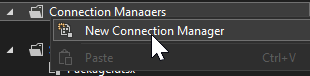 Connection Managers
New Connection Manager
Paste Ctrl+V